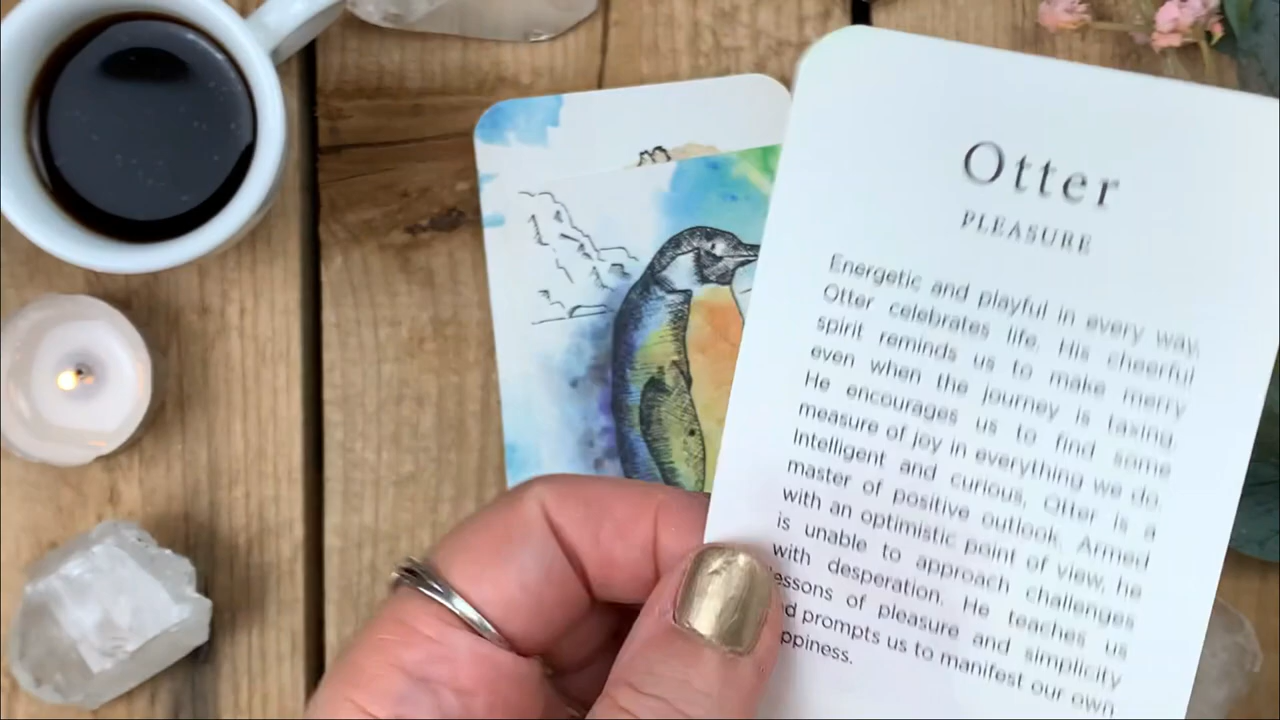 Otter
PLEASURE
Energetic and playful in every way,
Otter celebrates life. His cheerful
spirit reminds us to make merry
even when the journey is taxing.
He encourages us to find some
measure of joy in everything we do.
Intelligent and curious, Otter is a
master of positive outlook. Armed
with an optimistic point of view, he
is unable to approach challenges
with desperation. He teaches us
essons of pleasure and simplicity
d prompts us to manifest our own
ppiness.